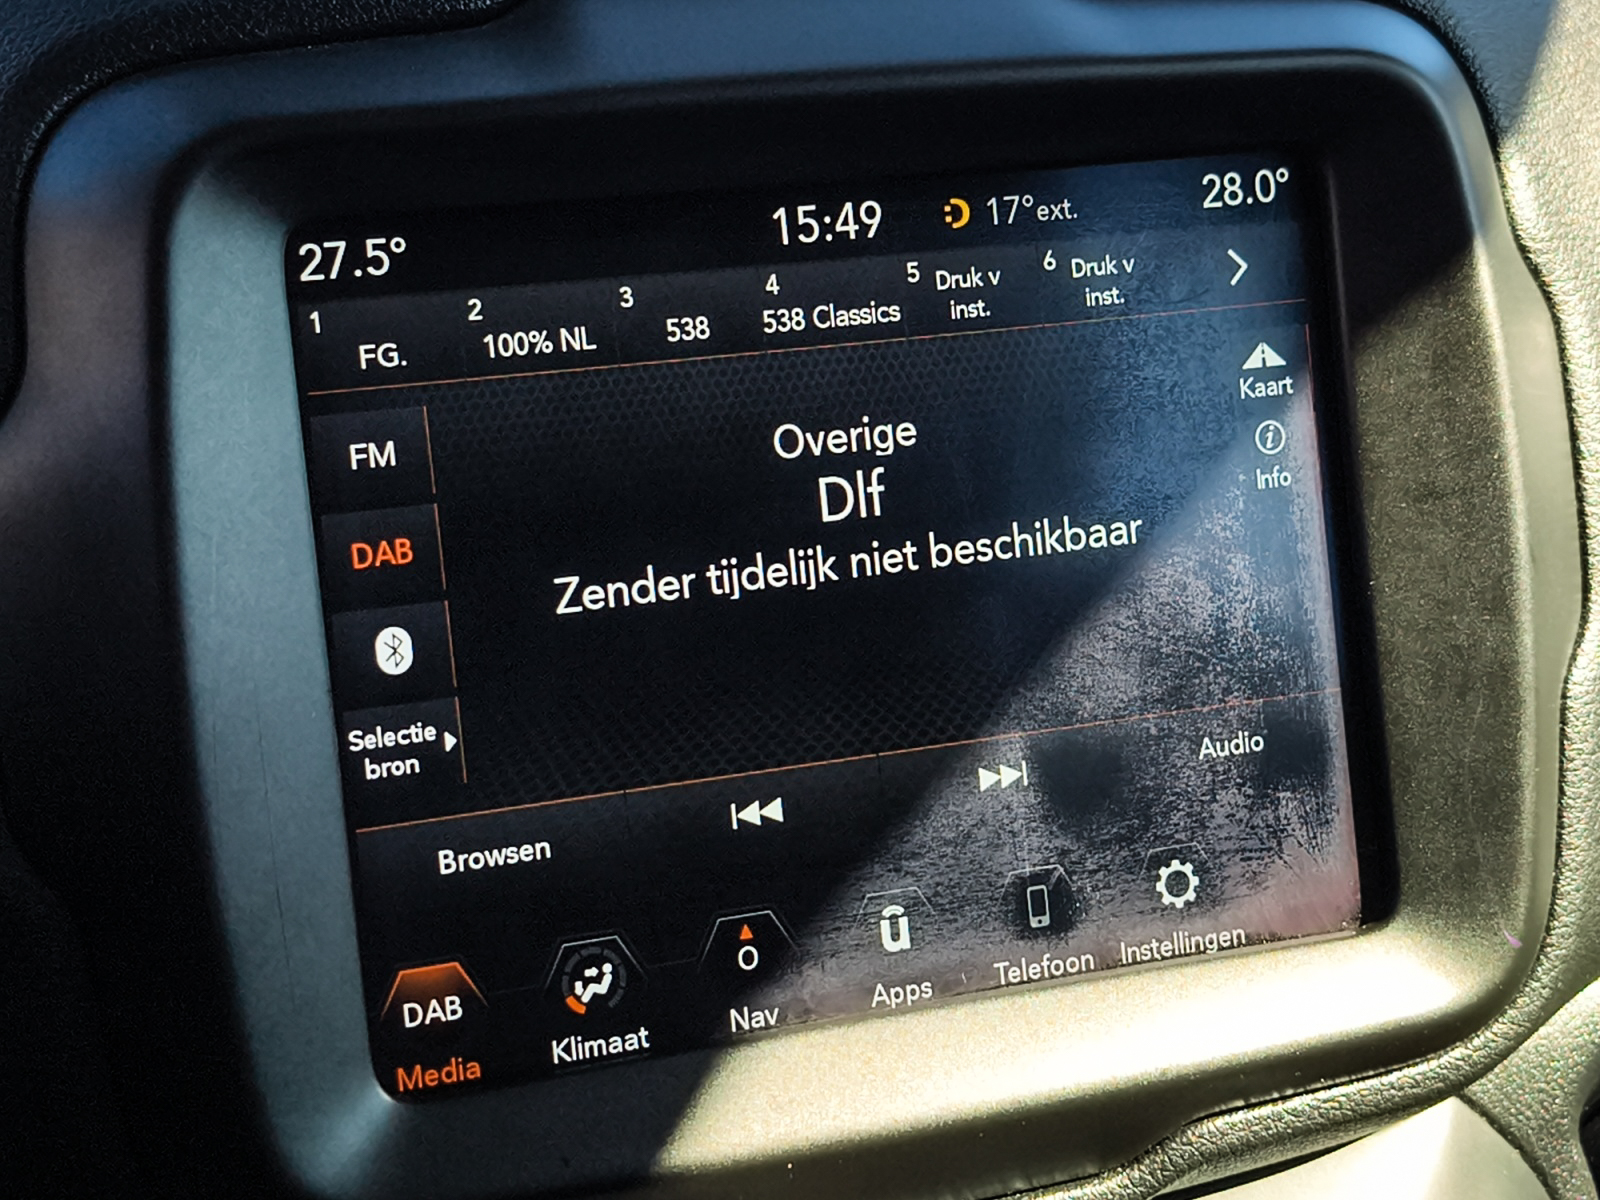 27.5°
15:49
17°ext.
28.0°
1 FG.
2 100% NL
3 538
4 538 Classics
5 Druk v
inst.
6 Druk v
inst.
Kaart
Info
FM
DAB
Selectie
bron
Overige
Dlf
Zender tijdelijk niet beschikbaar
Browsen
Audio
DAB
Media
Klimaat
O
Nav
ū
Apps
Telefoon
Instellingen